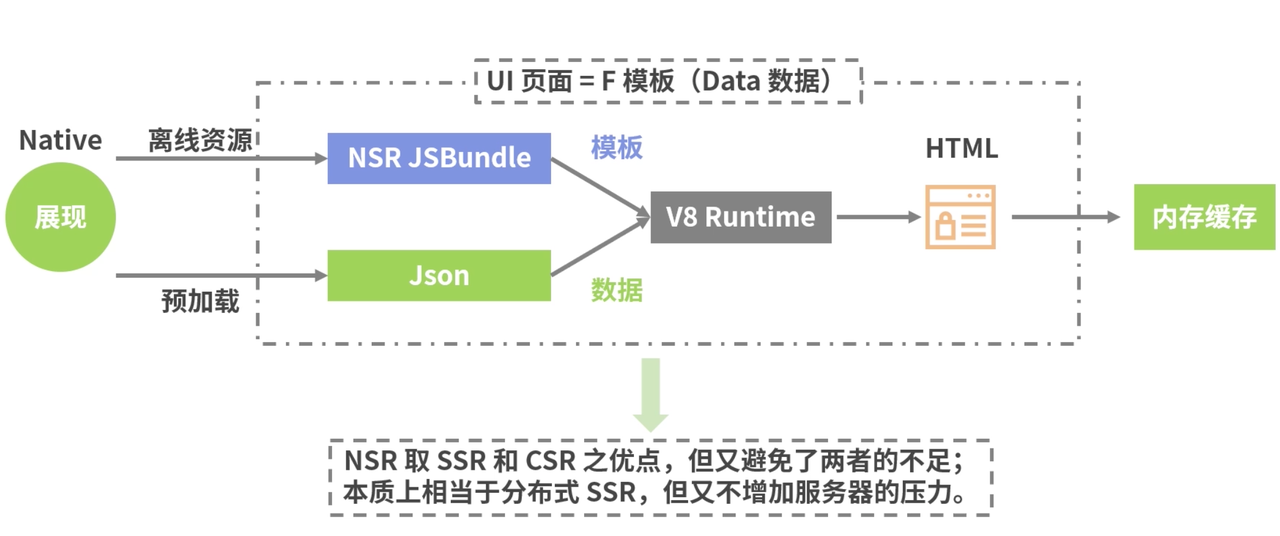 UI 页面 = F 模板（Data 数据）
Native
离线资源
展现
预加载
NSR JSBundle
Json
模板
数据
V8 Runtime
HTML
内存缓存
NSR 取 SSR 和 CSR 之优点，但又避免了两者的不足；
本质上相当于分布式 SSR，但又不增加服务器的压力。